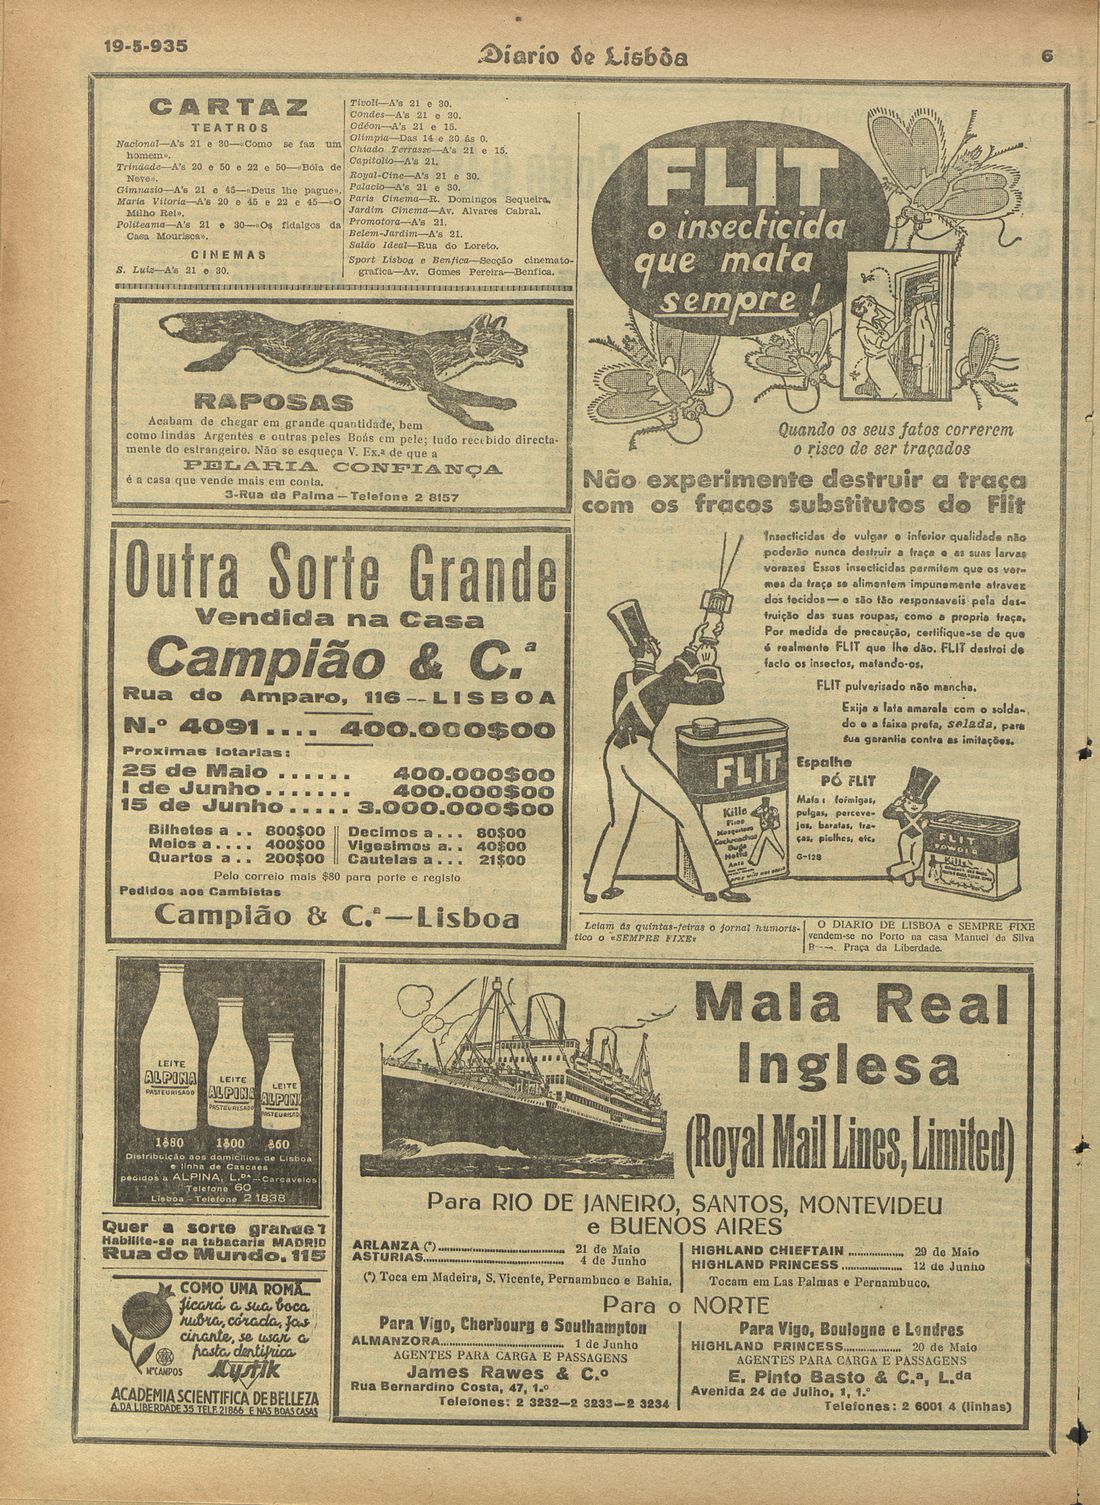 19-5-935
Diario de Lisbôa
6
CARTAZ
TEATROS
Nacional—A's 21 e 30—«Como se faz um
homem».
Trindade—A's 20 e 50 e 22 e 50—«Bóla de
Neve».
Gimnasio—A's 21 e 45—«Deus lhe pague».
Maria Vitoria—A's 20 e 45 e 22 e 45—«O
Milho Rei».
Politeama—A's 21 e 30—«Os fidalgos da
Casa Mourisca».
CINEMAS
S. Luiz—A's 21 e 30.
Tivoli—A's 21 e 30.
Condes—A's 21 e 30.
Odéon—A's 21 e 15.
Olimpia—Das 14 e 30 ás 0.
Chiado Terrasse—A's 21 e 15.
Capitolio—A's 21.
Royal-Cine—A's 21 e 30.
Palacio—A's 21 e 30.
Paris Cinema—R. Domingos Sequeira.
Jardim Cinema—Av. Alvares Cabral.
Promotora—A's 21.
Belem-Jardim—A's 21.
Salão Ideal—Rua do Loreto.
Sport Lisboa e Benfica—Secção cinemato-
grafica—Av. Gomes Pereira—Benfica.
RAPOSAS
Acabam de chegar em grande quantidade, bem
como lindas Argentes e outras peles Boás em pele; tudo recebido directa-
mente do estrangeiro. Não se esqueça V. Ex.ª de que a
PELARIA CONFIANÇA
é a casa que vende mais em conta.
3-Rua da Palma—Telefone 2 8157
Outra Sorte Grande
Vendida na Casa
Campião & C.ª
Rua do Amparo, 116—LISBOA
N.º 4091.... 400.000$00
Proximas lotarias:
25 de Maio ...... 400.000$00
1 de Junho....... 400.000$00
15 de Junho..... 3.000.000$00
Bilhetes a .. 800$00
Meios a .... 400$00
Quartos a .. 200$00
Decimos a... 80$00
Vigesimos a.. 40$00
Cautelas a... 21$00
Pelo correio mais $80 para porte e registo
Pedidos aos Cambistas
Campião & C.ª—Lisboa
FLIT
o insecticida
que mata
sempre!
Quando os seus fatos correrem
o risco de ser traçados
Não experimente destruir a traça
com os fracos substitutos do Flit
Insecticidas de vulgar e inferior qualidade não
poderão nunca destruir a traça e as suas larvas
vorazes Esses insecticidas permitem que os ver-
mes da traça se alimentem impunemente atravez
dos tecidos—e são tão responsaveis pela des-
truição das suas roupas, como a propria traça.
Por medida de precaução, certifique-se de que
é realmente FLIT que lhe dão. FLIT destroi de
facto os insectos, matando-os.
FLIT pulverisado não mancha.
Exija a lata amarela com o solda-
do e a faixa preta, selada, para
sua garantia contra as imitações.
FLIT
Kills
Flies
Mosquitoes
Cockroaches
Bugs
Moths
Ants
Espalhe
PÓ FLIT
Mata: formigas,
pulgas, perceve-
jos, baratas, tra-
ças, piolhos, etc.
G-128
FLIT
POWDER
Kills
Leiam ás quintas-feiras o jornal humoris-
tico o «SEMPRE FIXE»
O DIARIO DE LISBOA e SEMPRE FIXE
vendem-se no Porto na casa Manuel da Silva
Praça da Liberdade.
LEITE
ALPINA
PASTEURISADO
LEITE
ALPINA
PASTEURISADO
LEITE
ALPINA
PASTEURISADO
1$80 1$00 $60
Distribuição aos domicilios de Lisboa
e linha de Cascaes
pedidos a ALPINA, L.DA—Carcavelos
Telefone 60
Lisboa—Telefone 2 1838
Quer a sorte grande?
Habilite-se na tabacaria MADRID
Rua do Mundo, 115
COMO UMA ROMÃ...
ficará a sua boca
rubra, córada, fas
cinante, se usar a
pasta dentifrica
Mystik
Mme CAMPOS
ACADEMIA SCIENTIFICA DE BELLEZA
A. DA LIBERDADE 35 TELF. 21866 E NAS BOAS CASAS
Mala Real
Inglesa
(Royal Mail Lines, Limited)
Para RIO DE JANEIRO, SANTOS, MONTEVIDEU
e BUENOS AIRES
ARLANZA (*)........ 21 de Maio
ASTURIAS........ 4 de Junho
(*) Toca em Madeira, S. Vicente, Pernambuco e Bahia.
HIGHLAND CHIEFTAIN ........ 29 de Maio
HIGHLAND PRINCESS........ 12 de Junho
Tocam em Las Palmas e Pernambuco.
Para o NORTE
Para Vigo, Cherbourg e Southampton
ALMANZORA........ 1 de Junho
AGENTES PARA CARGA E PASSAGENS
James Rawes & C.º
Rua Bernardino Costa, 47, 1.º
Telefones: 2 3232—2 3233—2 3234
Para Vigo, Boulogne e Londres
HIGHLAND PRINCESS........ 20 de Maio
AGENTES PARA CARGA E PASSAGENS
E. Pinto Basto & C.ª, L.da
Avenida 24 de Julho, 1, 1.º
Telefones: 2 6001 4 (linhas)